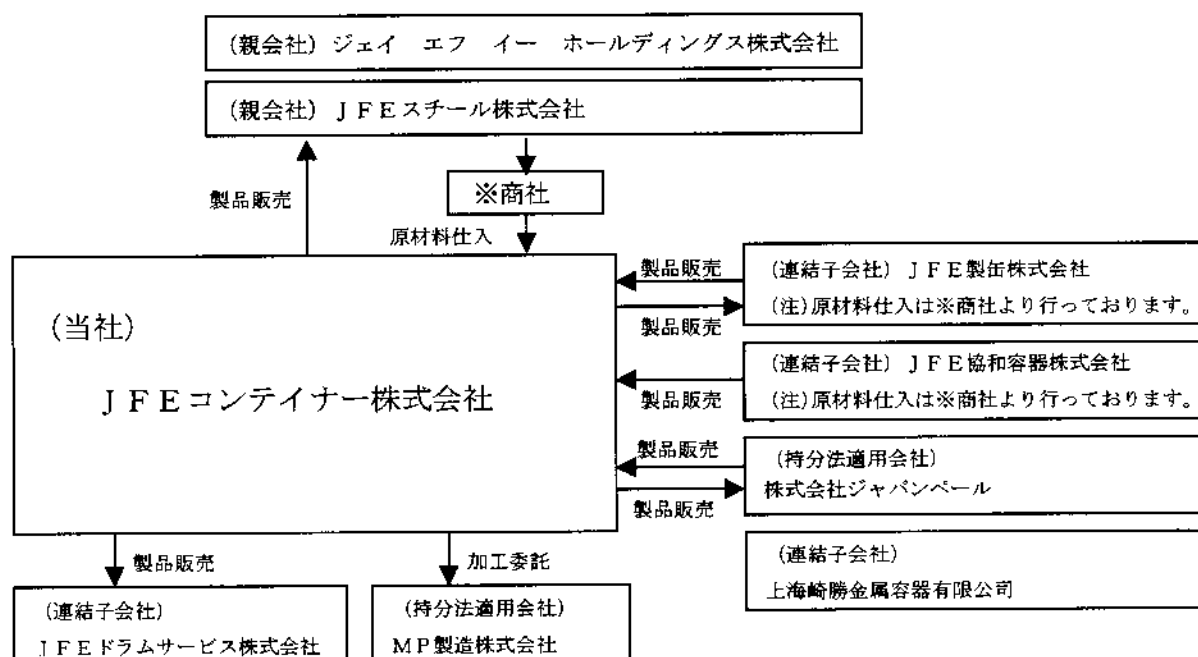 (親会社) ジェイ エフ イー ホールディングス株式会社
(親会社) JFEスチール株式会社
製品販売
※商社
原材料仕入
(当社)
JFEコンテイナー株式会社
製品販売
製品販売
(連結子会社) JFE製缶株式会社
(注)原材料仕入は※商社より行っております。
製品販売
(連結子会社) JFE協和容器株式会社
(注)原材料仕入は※商社より行っております。
製品販売
製品販売
(持分法適用会社)
株式会社ジャパンペール
(連結子会社)
上海崎勝金属容器有限公司
製品販売
加工委託
(連結子会社)
JFEドラムサービス株式会社
(持分法適用会社)
MP製造株式会社